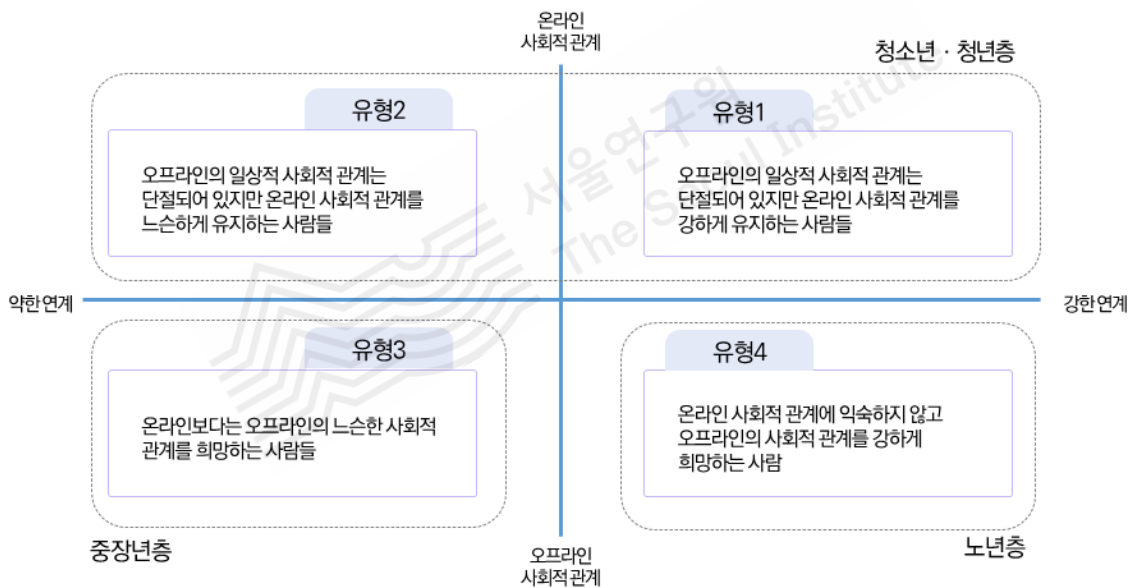 온라인
사회적 관계
청소년 · 청년층
유형2
오프라인의 일상적 사회적 관계는
단절되어 있지만 온라인 사회적 관계를
느슨하게 유지하는 사람들
유형1
오프라인의 일상적 사회적 관계는
단절되어 있지만 온라인 사회적 관계를
강하게 유지하는 사람들
서울연구원
The Seoul Institute
약한 연계
강한 연계
유형3
온라인보다는 오프라인의 느슨한 사회적
관계를 희망하는 사람들
유형4
온라인 사회적 관계에 익숙하지 않고
오프라인의 사회적 관계를 강하게
희망하는 사람
중장년층
오프라인
사회적 관계
노년층